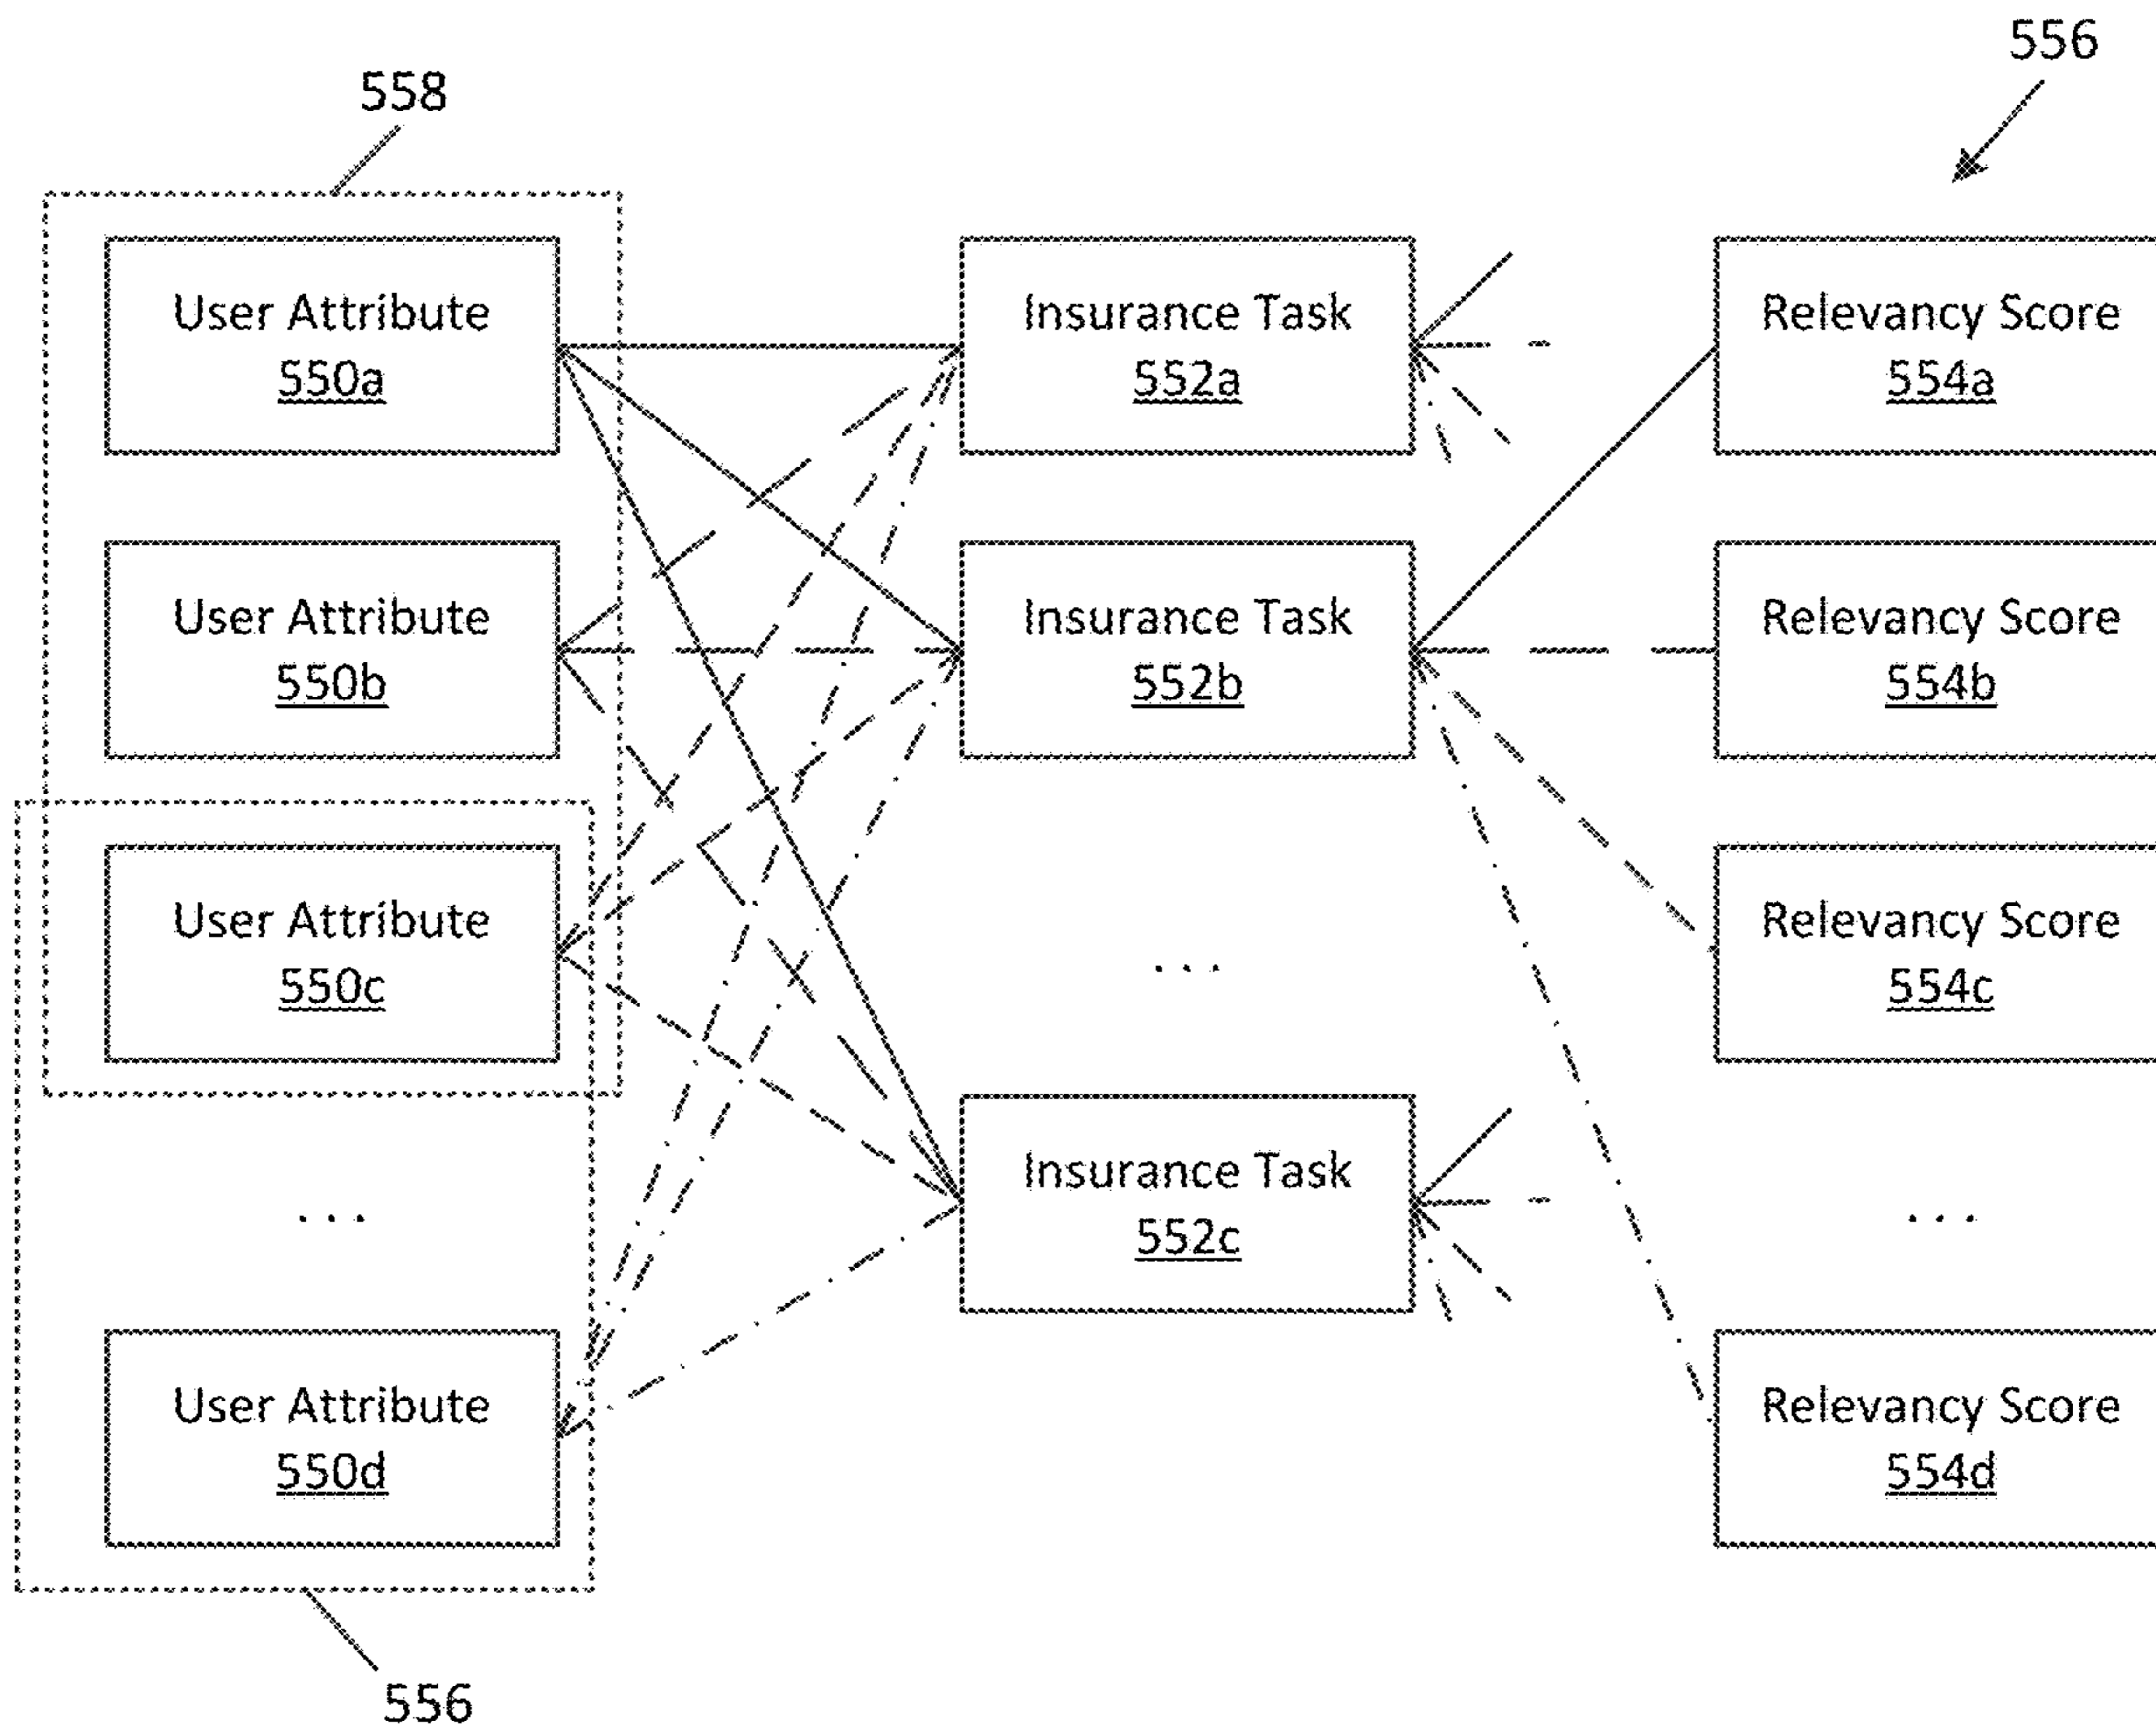 556
558
User Attribute
550a
Insurance Task
552a
Relevancy Score
554a
User Attribute
550b
Insurance Task
552b
Relevancy Score
554b
User Attribute
550c
...
Relevancy Score
554c
...
Insurance Task
552c
...
User Attribute
550d
Relevancy Score
554d
556